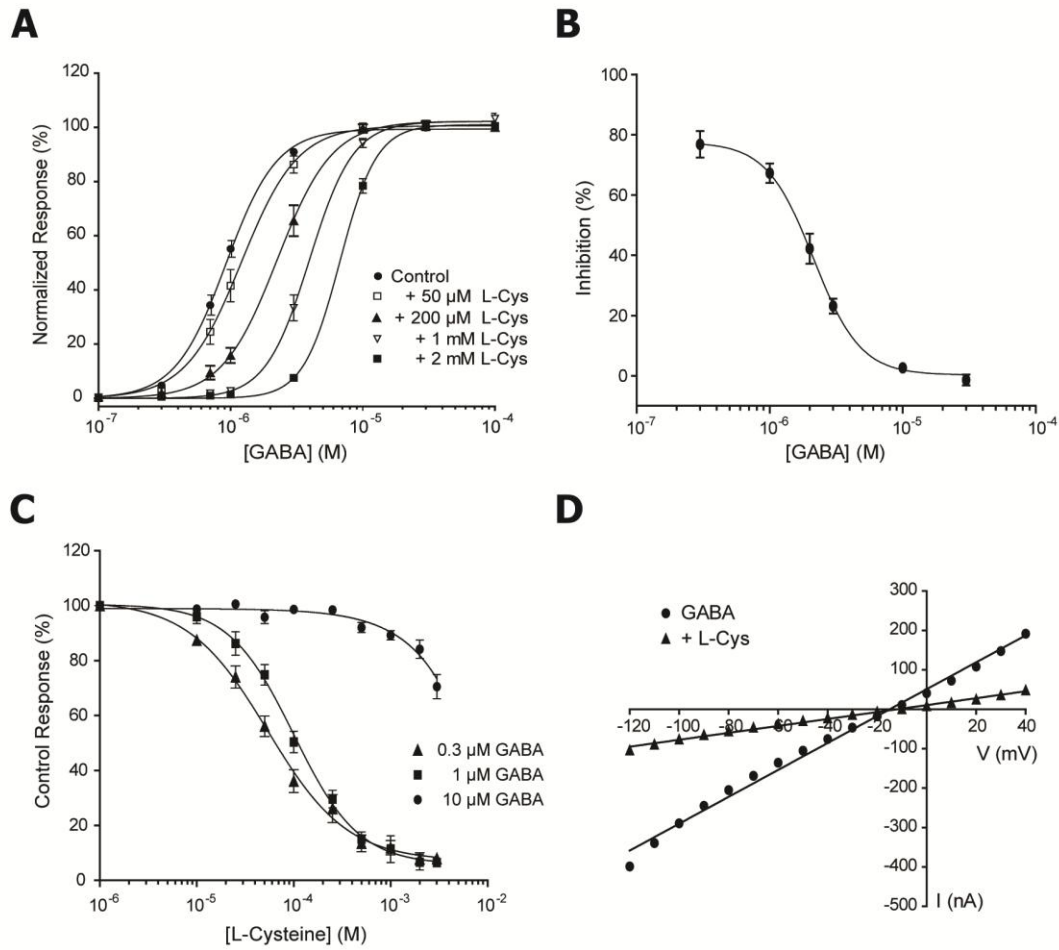 A
120
100
80
60
40
20
0
Normalized Response (%)
Control
+ 50 µM L-Cys
+ 200 µM L-Cys
+ 1 mM L-Cys
+ 2 mM L-Cys
10-7 10-6 10-5 10-4
[GABA] (M)
B
100
80
60
40
20
0
Inhibition (%)
10-7 10-6 10-5 10-4
[GABA] (M)
C
120
100
80
60
40
20
0
Control Response (%)
0.3 µM GABA
1 µM GABA
10 µM GABA
10-6 10-5 10-4 10-3 10-2
[L-Cysteine] (M)
D
GABA
+ L-Cys
300
200
100
-120 -100 -80 -60 -40 -20 20 40
V (mV)
-100
-200
-300
-400
-500
I (nA)